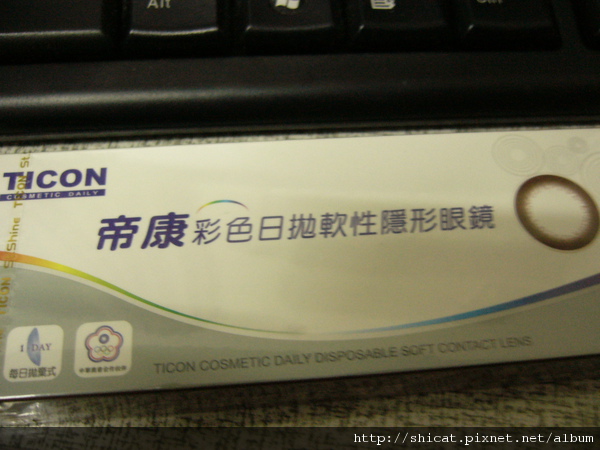 Alt
TICON
COSMETIC DAILY
帝康彩色日拋軟性隱形眼鏡
1 DAY
每日拋棄式
TICON COSMETIC DAILY DISPOSABLE SOFT CONTACT LENS
http://shicat.pixnet.net/album